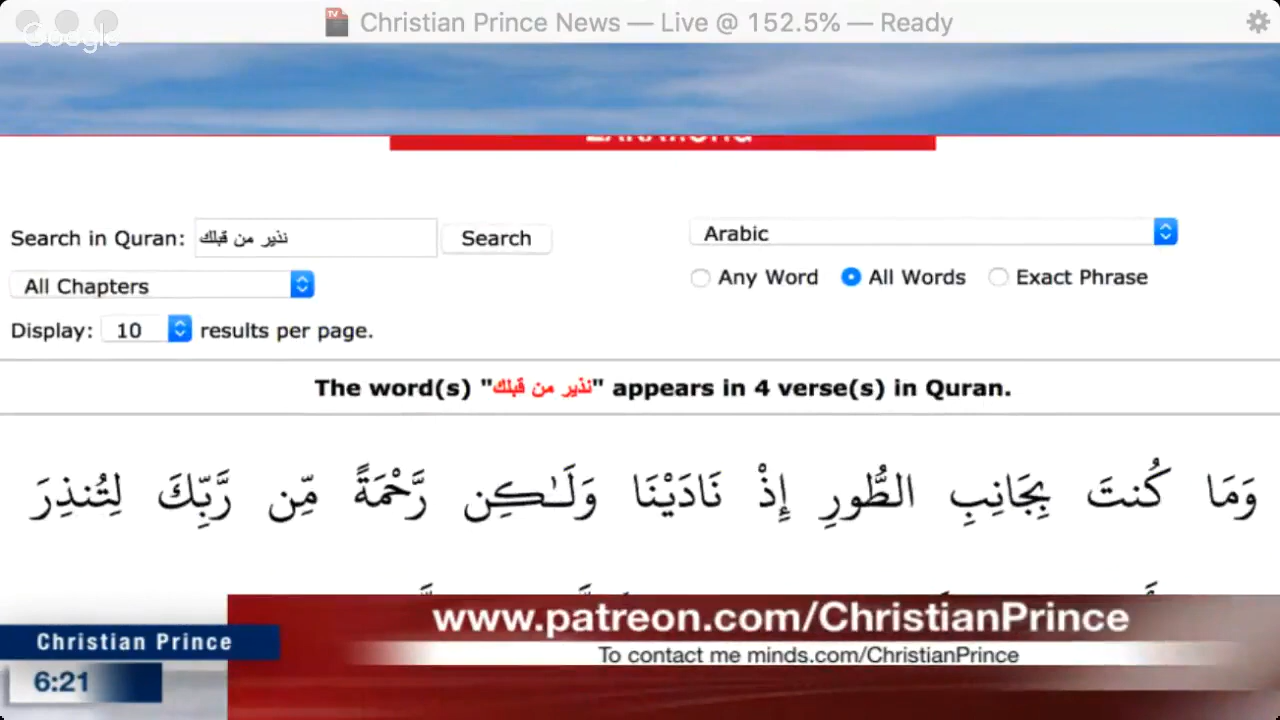 Christian Prince News — Live @ 152.5% — Ready
Google
Search in Quran: نذير من قبلك Search
Arabic
All Chapters
Any Word All Words Exact Phrase
Display: 10 results per page.
The word(s) "نذير من قبلك" appears in 4 verse(s) in Quran.
وَمَا كُنتَ بِجَانِبِ الطُّورِ إِذْ نَادَيْنَا وَلَـٰكِن رَّحْمَةً مِّن رَّبِّكَ لِتُنذِرَ
www.patreon.com/ChristianPrince
Christian Prince
To contact me minds.com/ChristianPrince
6:21